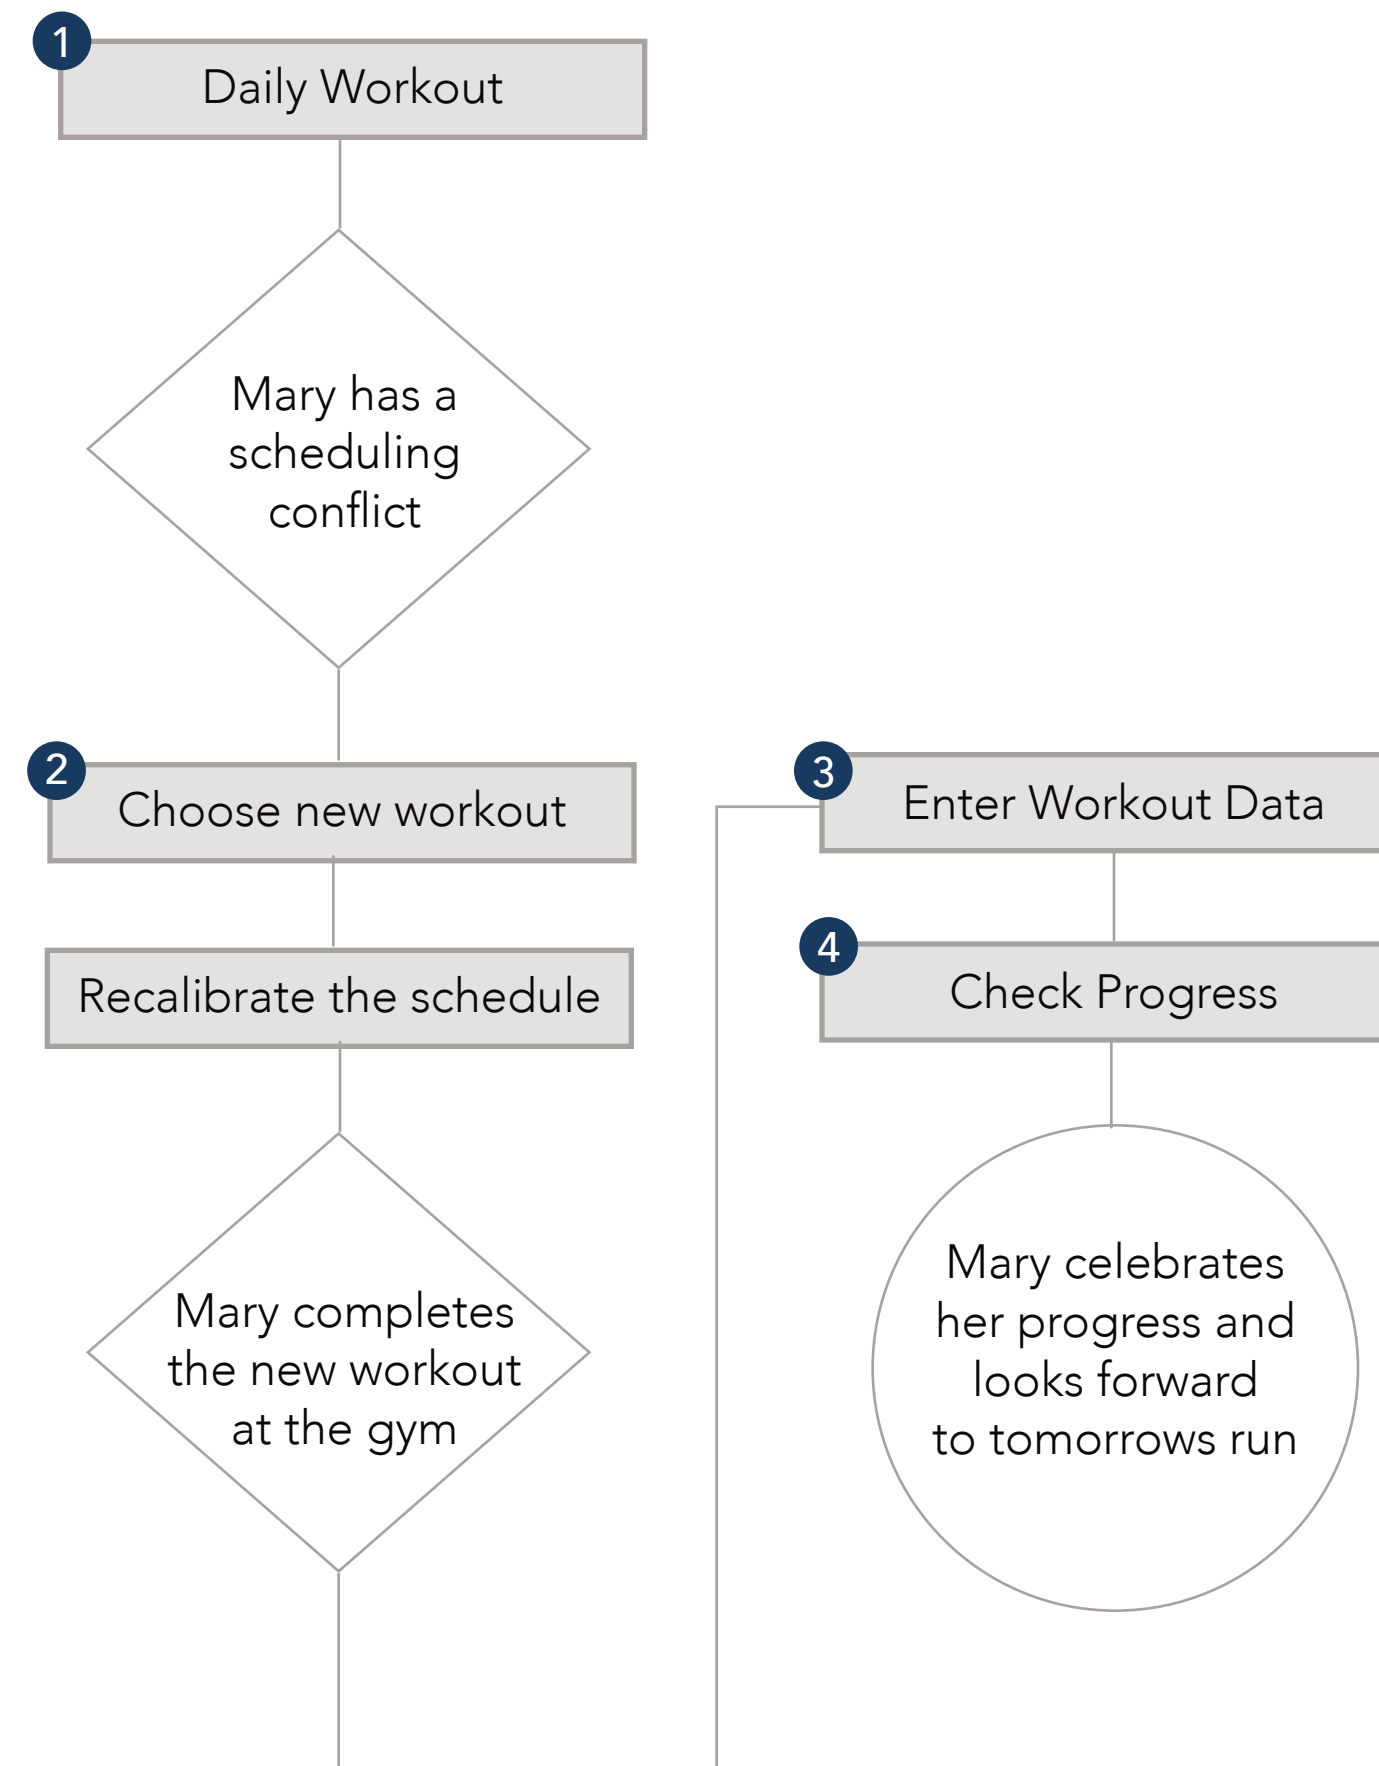 1
Daily Workout
Mary has a
scheduling
conflict
2
Choose new workout
Recalibrate the schedule
Mary completes
the new workout
at the gym
3
Enter Workout Data
4
Check Progress
Mary celebrates
her progress and
looks forward
to tomorrows run